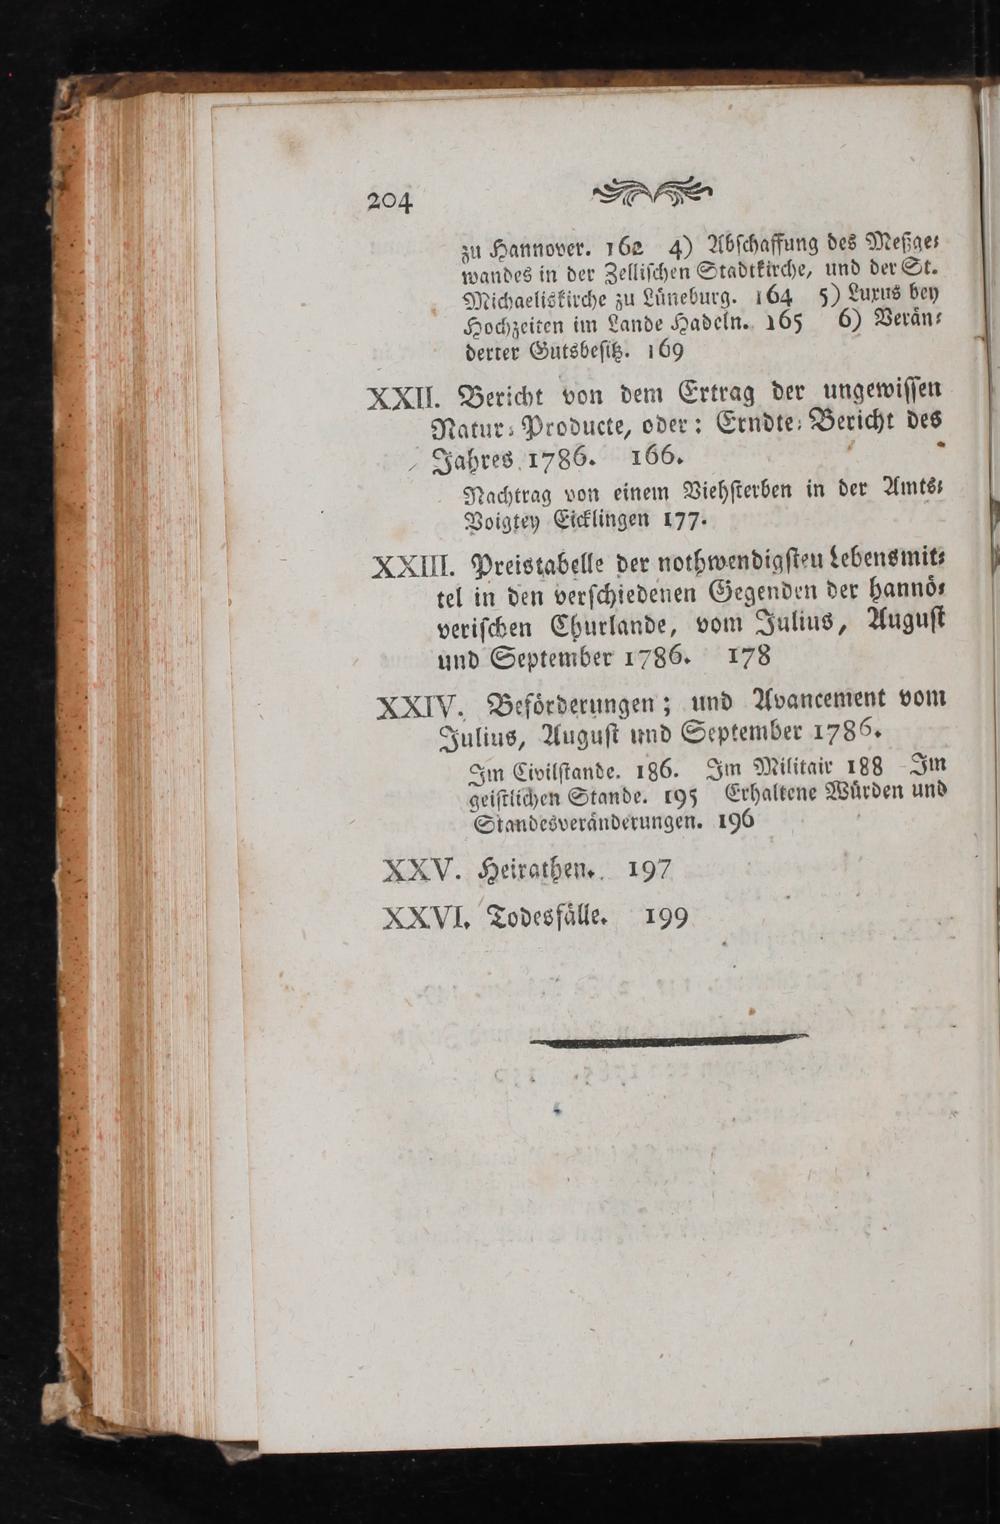 204
zu Hannover. 162 4) Abschaffung des Meßge-
wandes in der Zellischen Stadtkirche, und der St.
Michaeliskirche zu Lüneburg. 164 5) Luxus bey
Hochzeiten im Lande Hadeln. 165 6) Verän-
derter Gutsbesitz. 169
XXII. Bericht von dem Ertrag der ungewissen
Natur-Producte, oder: Erndte-Bericht des
Jahres 1786. 166.
Nachtrag von einem Viehsterben in der Amts-
Voigtey Eicklingen 177.
XXIII. Preistabelle der nothwendigsten Lebensmit-
tel in den verschiedenen Gegenden der hannö-
verischen Churlande, vom Julius, August
und September 1786. 178
XXIV. Beförderungen; und Avancement vom
Julius, August und September 1786.
Im Civilstande. 186. Im Militair 188 Im
geistlichen Stande. 195 Erhaltene Würden und
Standesveränderungen. 196
XXV. Heirathen. 197
XXVI. Todesfälle. 199